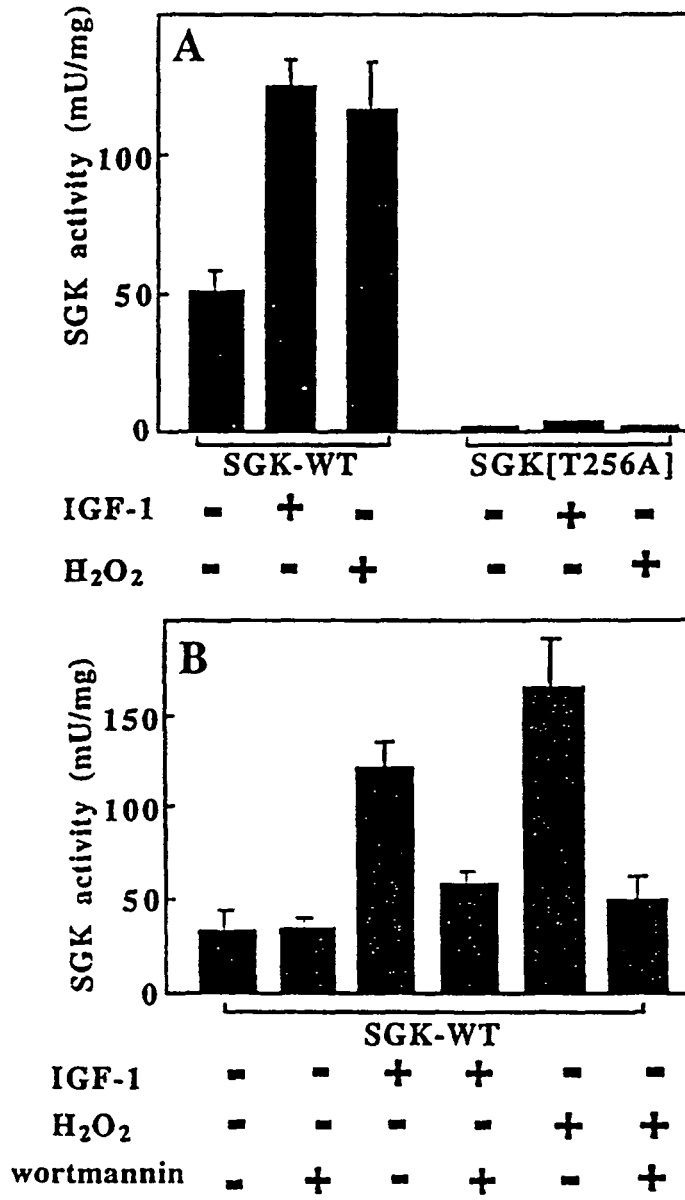 A
SGK activity (mU/mg)
100
50
0
SGK-WT SGK[T256A]
IGF-1 - + - - + -
H₂O₂ - - + - - +
B
SGK activity (mU/mg)
150
100
50
0
SGK-WT
IGF-1 - - + + - -
H₂O₂ - - - - + +
wortmannin - + - + - +